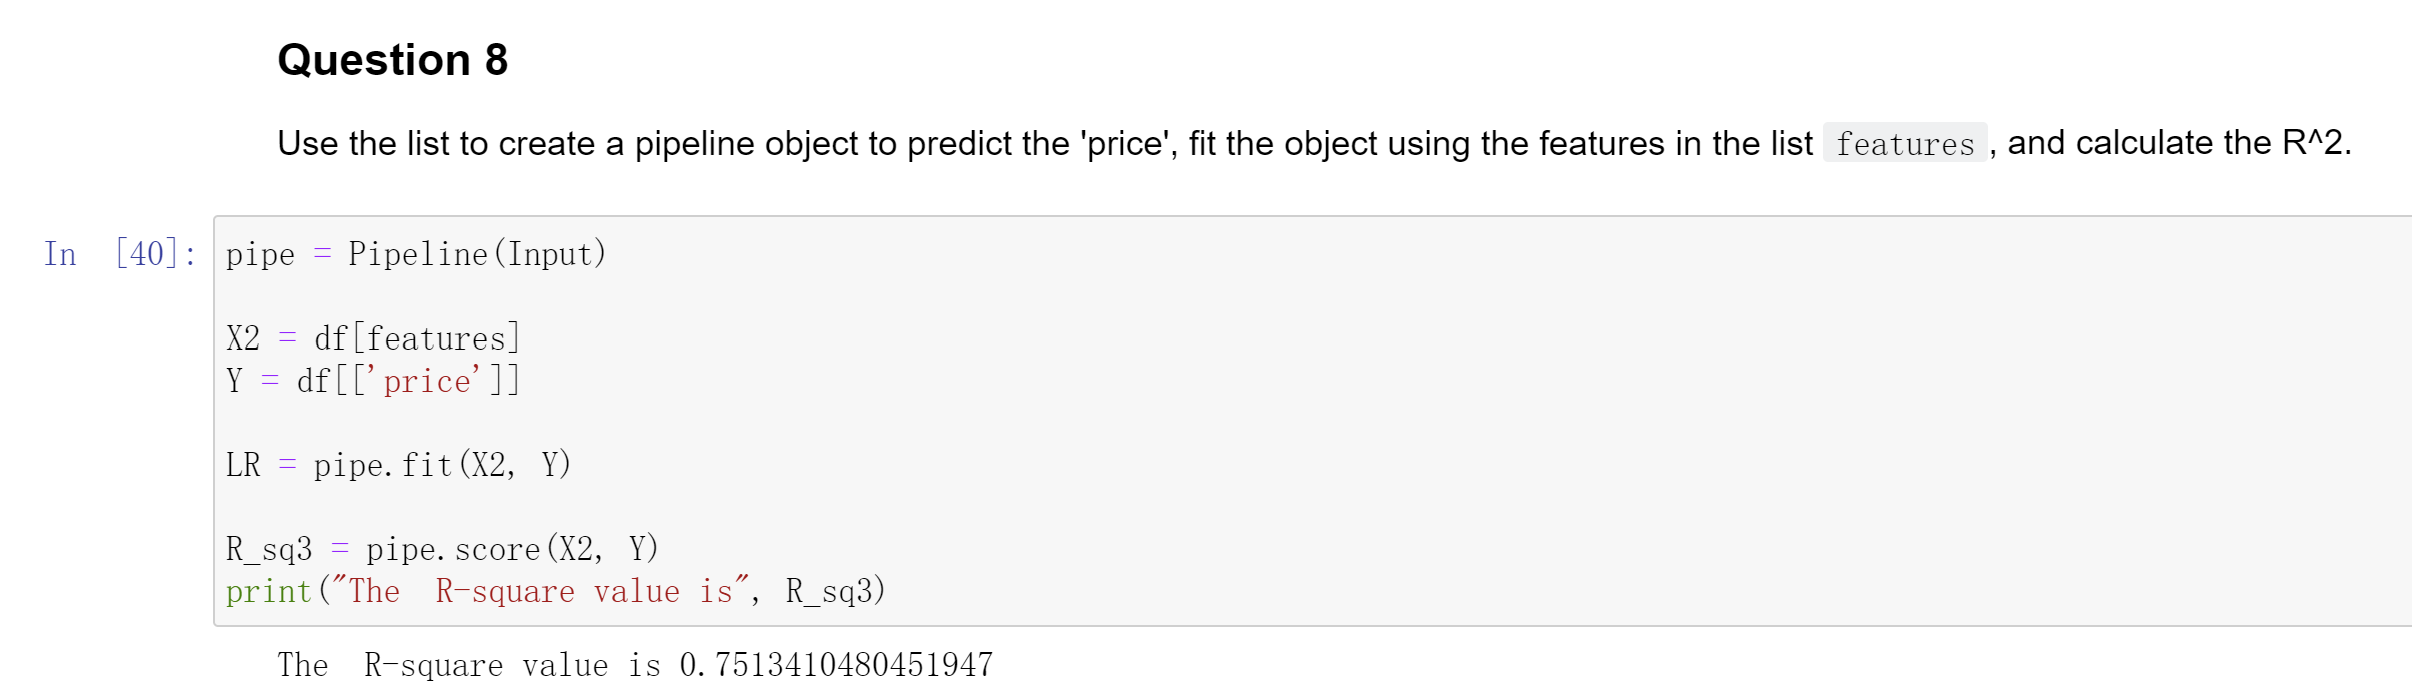 Question 8
Use the list to create a pipeline object to predict the 'price', fit the object using the features in the list features , and calculate the R^2.
In [40]: pipe = Pipeline(Input)
X2 = df[features]
Y = df[['price']]
LR = pipe.fit(X2, Y)
R_sq3 = pipe.score(X2, Y)
print("The  R-square value is", R_sq3)
The  R-square value is 0.7513410480451947